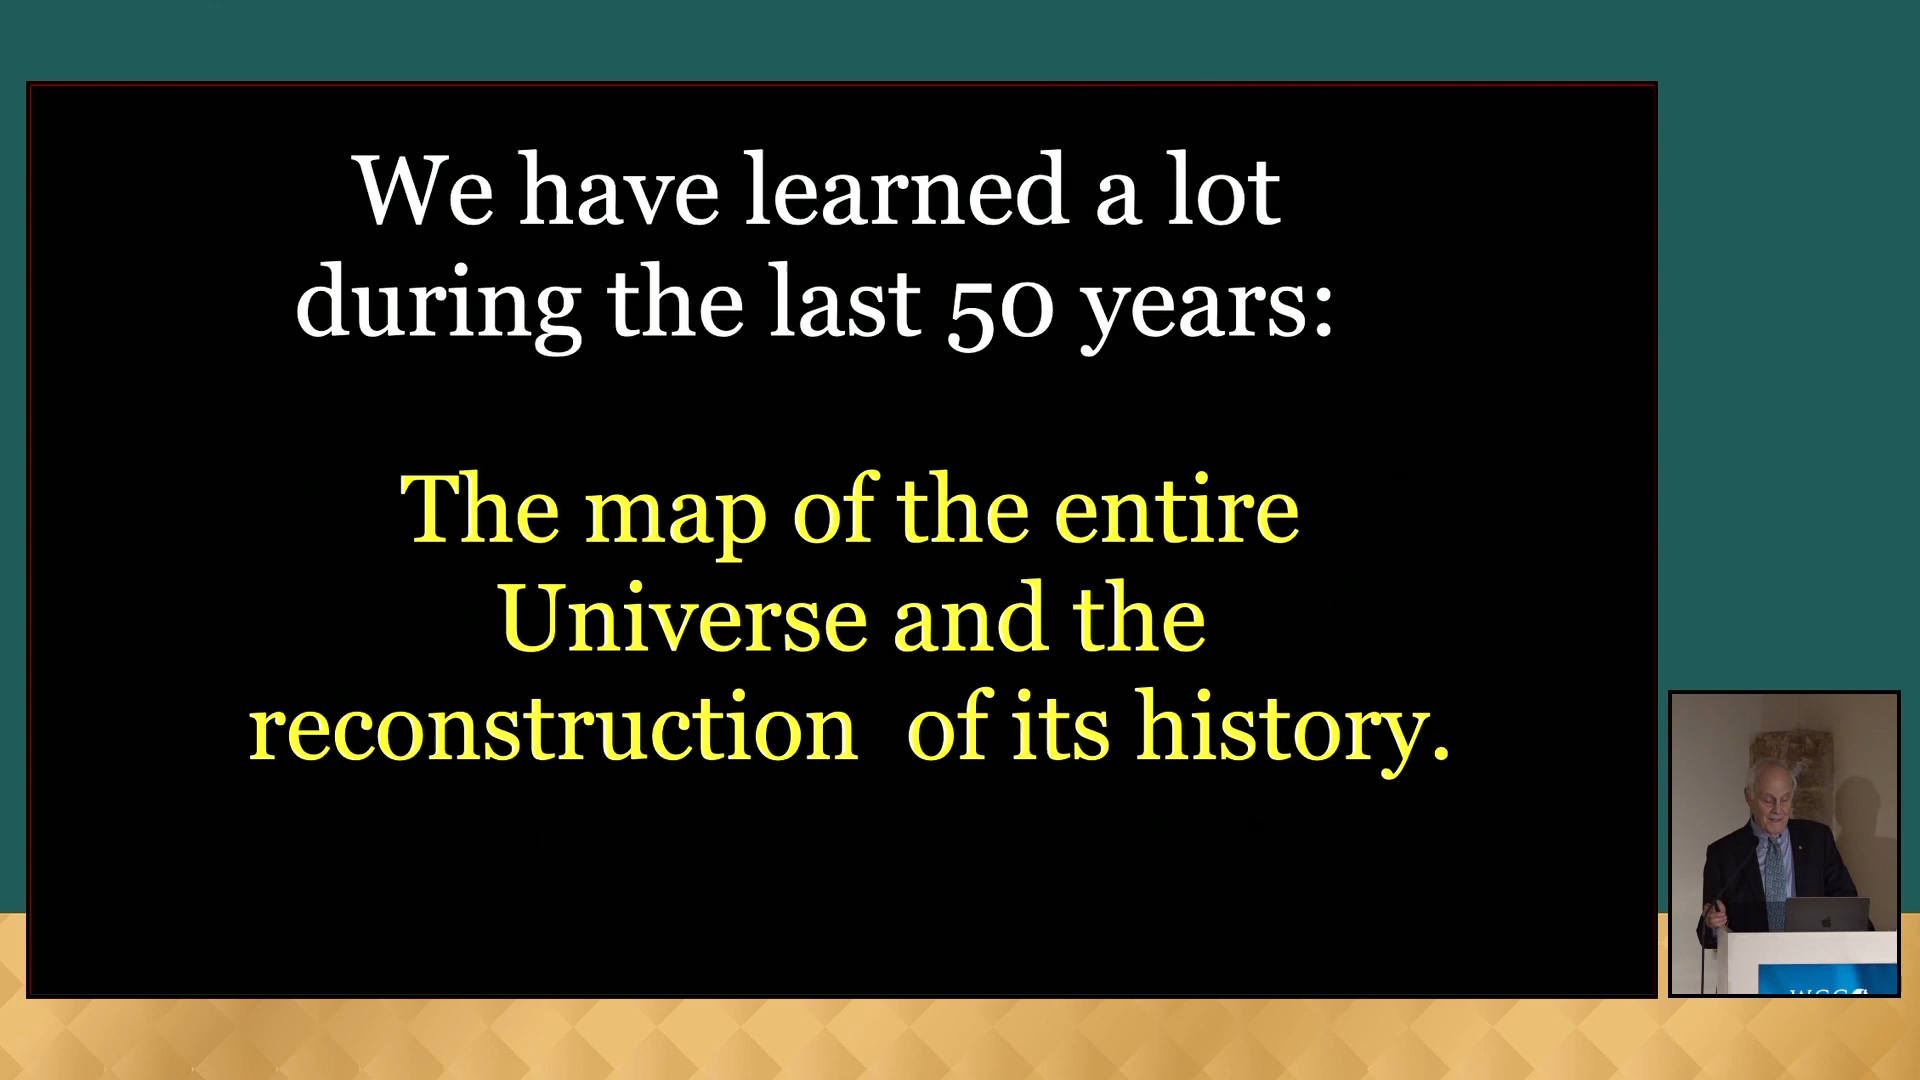 We have learned a lot
during the last 50 years:
The map of the entire
Universe and the
reconstruction  of its history.